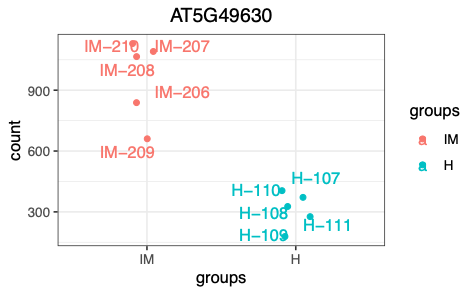 AT5G49630
IM−210
IM−207
IM−208
IM−206
IM−209
H−107
H−110
H−108
H−111
H−109
900
600
300
count
IM
H
groups
groups
a IM
a H